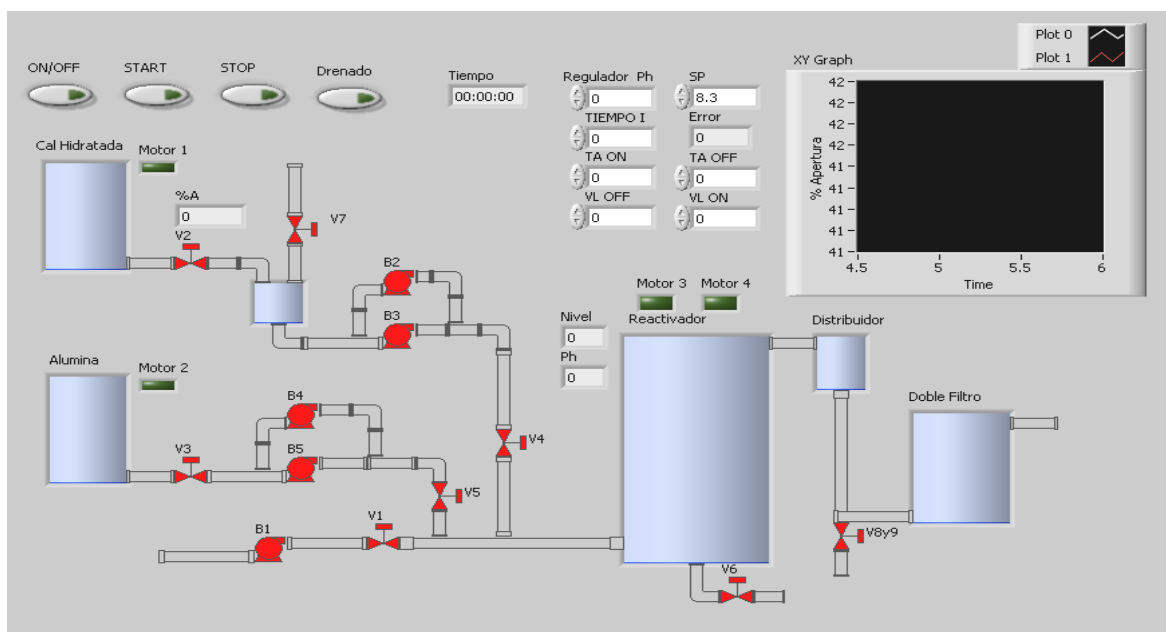 Plot 0
Plot 1
ON/OFF
START
STOP
Drenado
Tiempo
00:00:00
Regulador Ph
0
SP
8.3
TIEMPO I
0
Error
0
TA ON
0
TA OFF
0
VL OFF
0
VL ON
0
XY Graph
% Apertura
42
42
42
42
41
41
41
41
4.5
5
5.5
6
Time
Cal Hidratada
Motor 1
%A
0
V2
V7
B2
B3
Motor 3
Motor 4
Nivel
0
Ph
0
Reactivador
Distribuidor
Alumina
Motor 2
B4
B5
V3
V4
V5
Doble Filtro
B1
V1
V6
V8y9